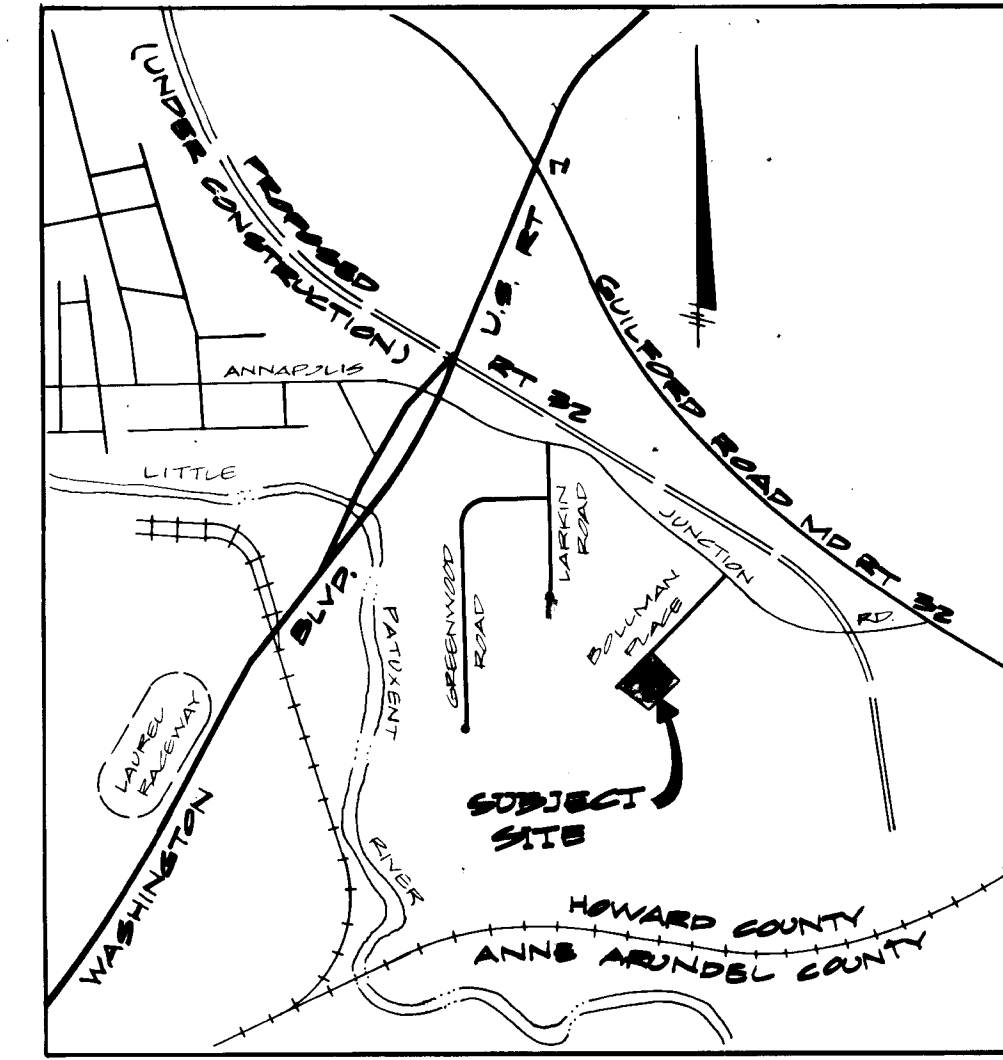 PROPOSED
(UNDER CONSTRUCTION)
U.S. RT 1
RT 32
GUILFORD ROAD MD RT 32
ANNAPOLIS JUNCTION RD.
LITTLE PATUXENT RIVER
LARKIN
ROAD
GREENWOOD
ROAD
BOLLMAN
PLACE
WASHINGTON BLVD.
LAUREL
RACEWAY
SUBJECT
SITE
HOWARD COUNTY
ANNE ARUNDEL COUNTY